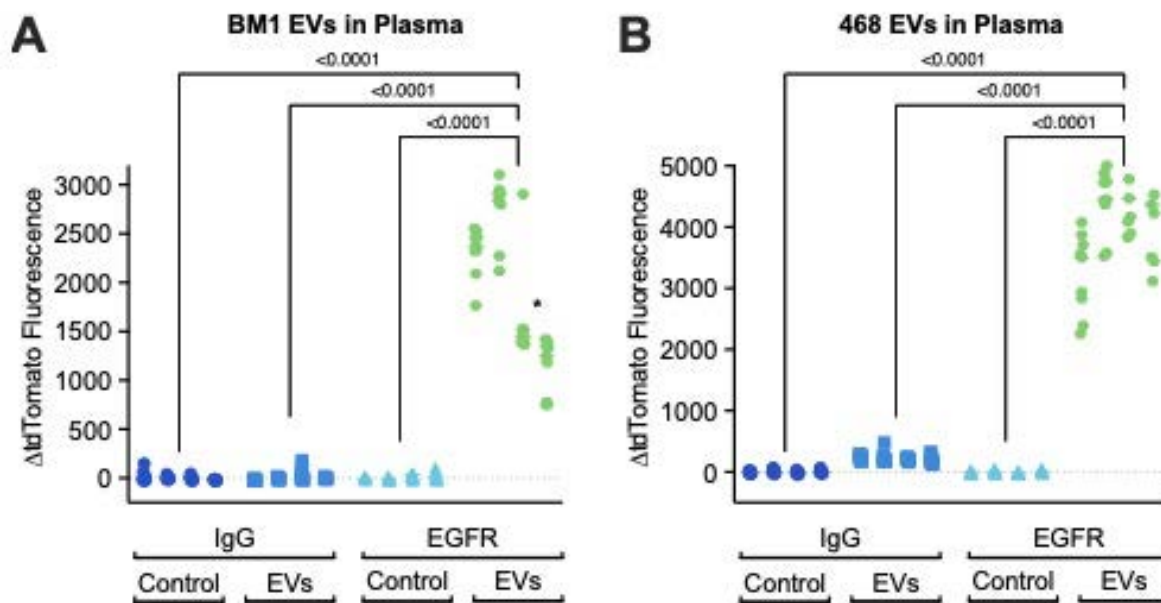 A
BM1 EVs in Plasma
<0.0001
<0.0001
<0.0001
ΔtdTomato Fluorescence
3000
2500
2000
1500
1000
500
0
*
IgG
EGFR
Control
EVs
Control
EVs
B
468 EVs in Plasma
<0.0001
<0.0001
<0.0001
ΔtdTomato Fluorescence
5000
4000
3000
4000
1000
0
IgG
EGFR
Control
EVs
Control
EVs